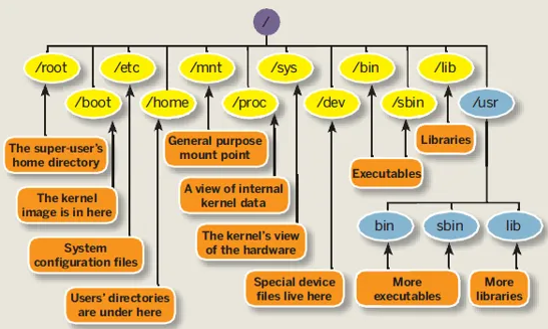 /
/root
/etc
/mnt
/sys
/bin
/lib
/boot
/home
/proc
/dev
/sbin
/usr
The super-user's
home directory
General purpose
mount point
Libraries
Executables
The kernel
image is in here
A view of internal
kernel data
bin
sbin
lib
System
configuration files
The kernel's view
of the hardware
Users' directories
are under here
Special device
files live here
More
executables
More
libraries